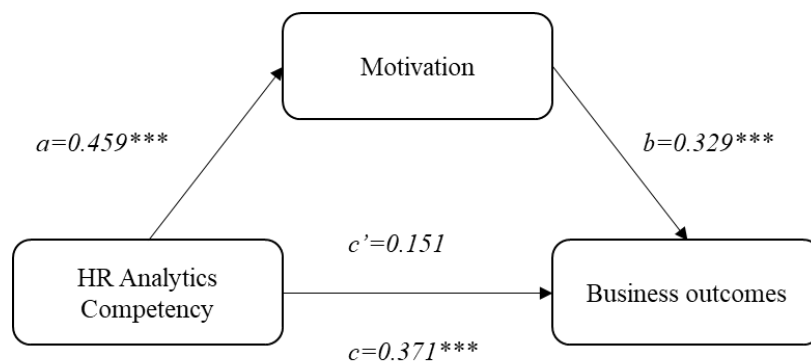 Motivation
a=0.459***
b=0.329***
c’=0.151
HR Analytics
Competency
Business outcomes
c=0.371***